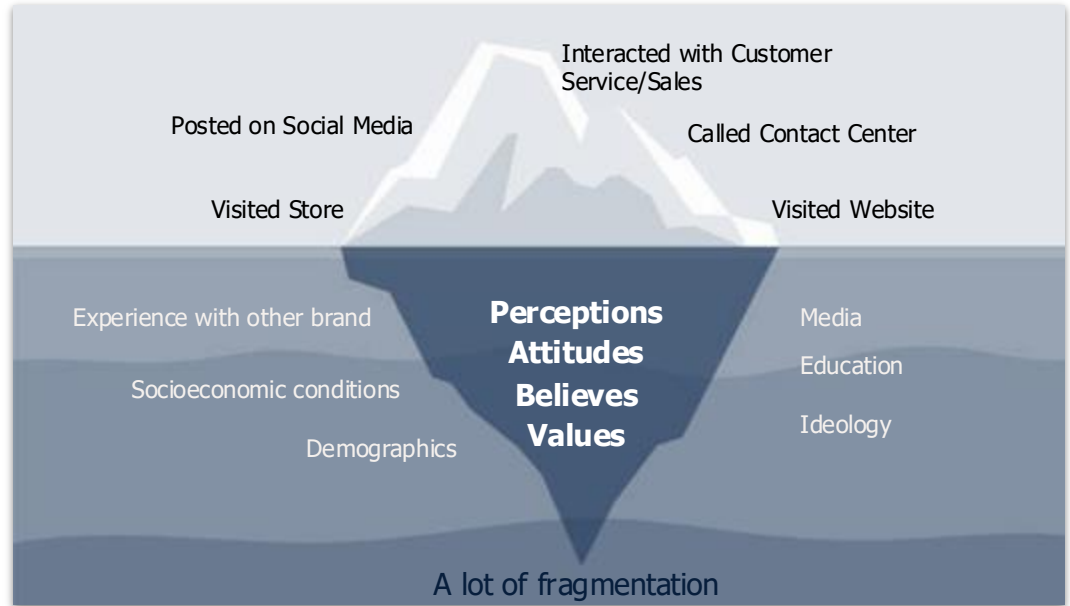 Interacted with Customer
Service/Sales
Posted on Social Media
Called Contact Center
Visited Store
Visited Website
Experience with other brand
Socioeconomic conditions
Demographics
Perceptions
Attitudes
Believes
Values
Media
Education
Ideology
A lot of fragmentation